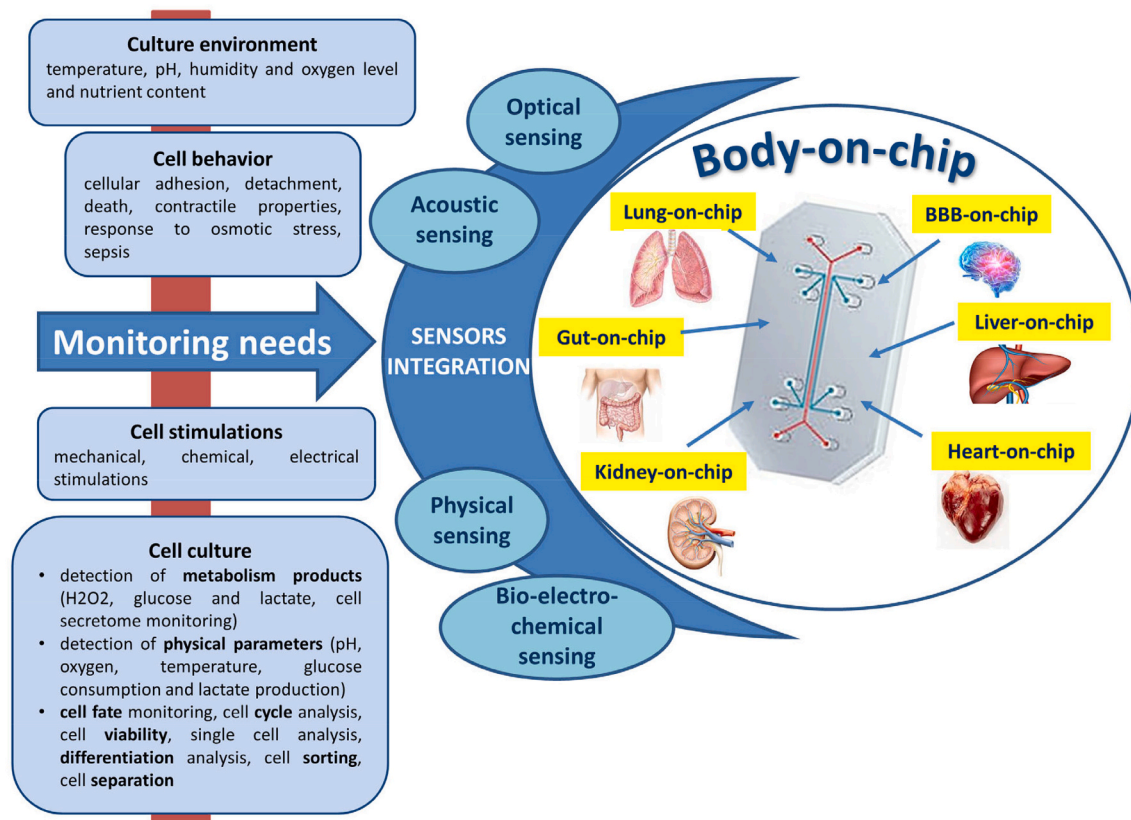 Culture environment
temperature, pH, humidity and oxygen level
and nutrient content
Cell behavior
cellular adhesion, detachment,
death, contractile properties,
response to osmotic stress,
sepsis
Monitoring needs
Cell stimulations
mechanical, chemical, electrical
stimulations
Cell culture
• detection of metabolism products
(H2O2, glucose and lactate, cell
secretome monitoring)
• detection of physical parameters (pH,
oxygen, temperature, glucose
consumption and lactate production)
• cell fate monitoring, cell cycle analysis,
cell viability, single cell analysis,
differentiation analysis, cell sorting,
cell separation
Optical
sensing
Acoustic
sensing
SENSORS
INTEGRATION
Physical
sensing
Bio-electro-
chemical
sensing
Body-on-chip
Lung-on-chip
BBB-on-chip
Gut-on-chip
Liver-on-chip
Kidney-on-chip
Heart-on-chip